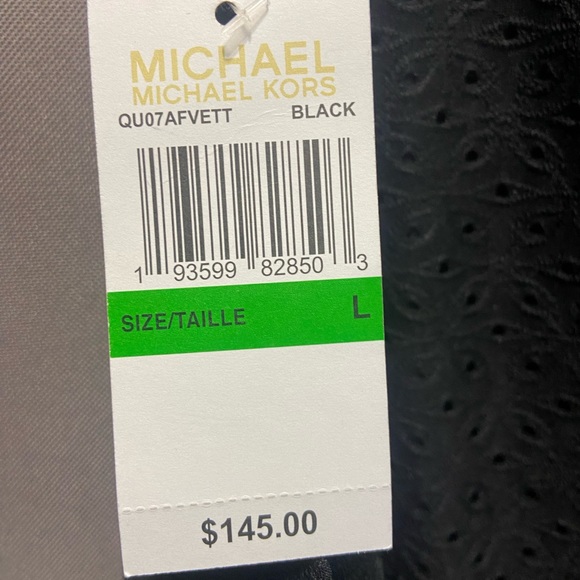 MICHAEL
MICHAEL KORS
QU07AFVETT BLACK
1 93599 82850 3
SIZE/TAILLE L
$145.00